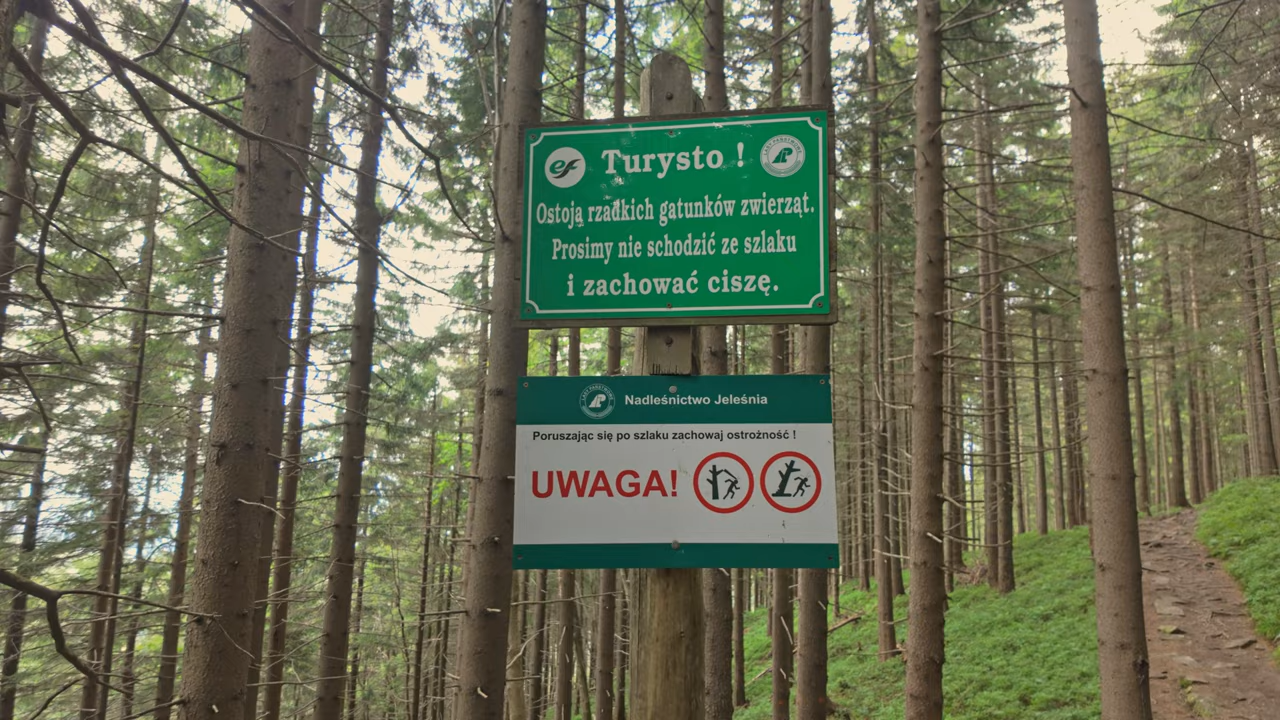 ef
Turysto !
Ostoją rzadkich gatunków zwierząt.
Prosimy nie schodzić ze szlaku
i zachować ciszę.
Nadleśnictwo Jeleśnia
Poruszając się po szlaku zachowaj ostrożność !
UWAGA!